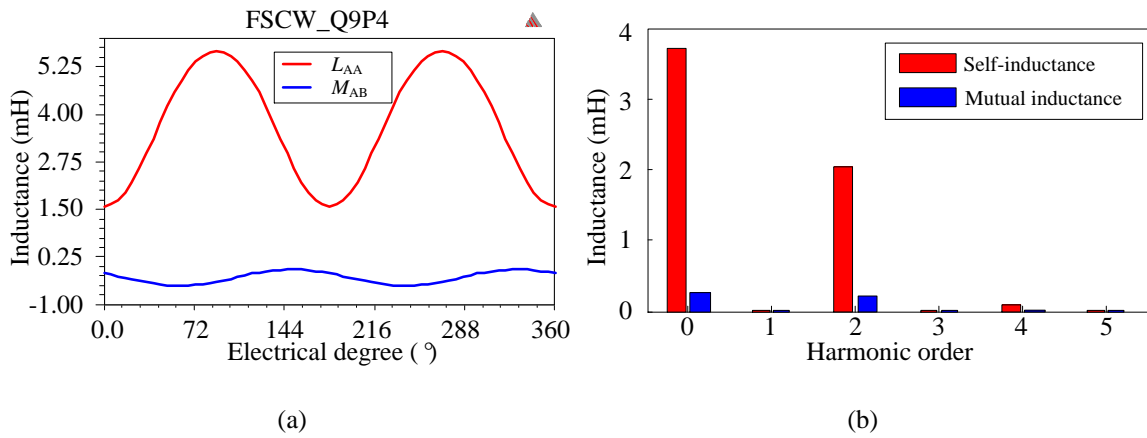 FSCW_Q9P4
Inductance (mH)
5.25
4.00
2.75
1.50
0.25
-1.00
L_AA
M_AB
0.0 72 144 216 288 360
Electrical degree ( °)
(a)
Inductance (mH)
4
3
2
1
0
Self-inductance
Mutual inductance
0 1 2 3 4 5
Harmonic order
(b)